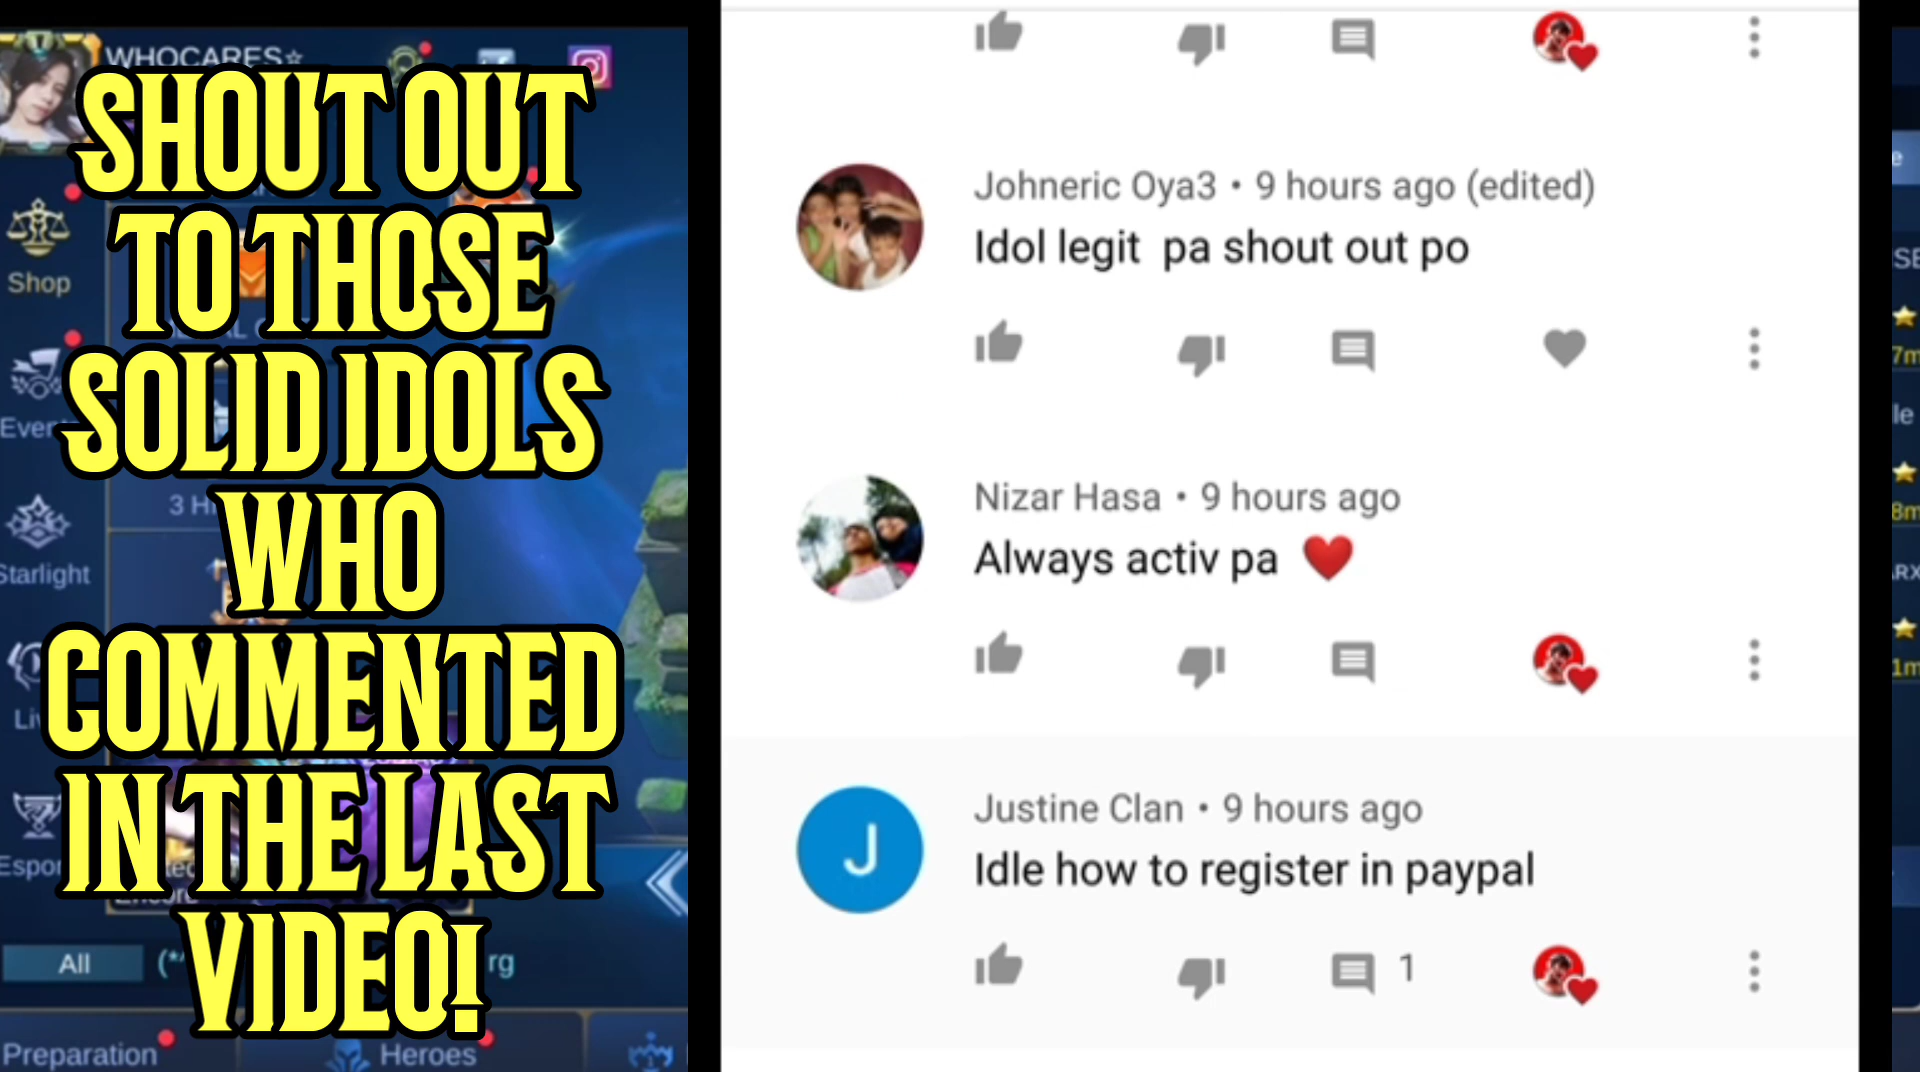 WHOCARES☆
SHOUT OUT
TO THOSE
SOLID IDOLS
WHO
COMMENTED
IN THE LAST
VIDEO!
Shop
Starlight
All
Preparation
Heroes
Johneric Oya3 • 9 hours ago (edited)
Idol legit pa shout out po
Nizar Hasa • 9 hours ago
Always activ pa ❤️
J
Justine Clan • 9 hours ago
Idle how to register in paypal
1